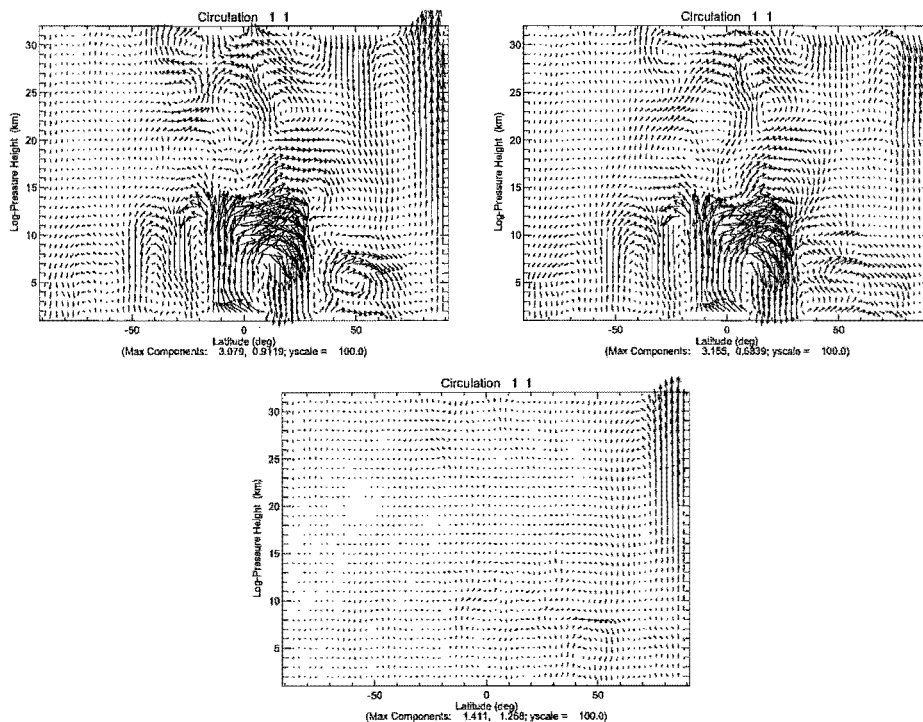 Circulation 1 1
30
25
20
15
10
5
Log-Pressure Height (km)
-50 0 50
Latitude (deg)
(Max Components: 3.079, 0.9119; yscale = 100.0)
Circulation 1 1
30
25
20
15
10
5
Log-Pressure Height (km)
-50 0 50
Latitude (deg)
(Max Components: 3.155, 0.6839; yscale = 100.0)
Circulation 1 1
30
25
20
15
10
5
Log-Pressure Height (km)
-50 0 50
Latitude (deg)
(Max Components: 1.411, 1.268; yscale = 100.0)